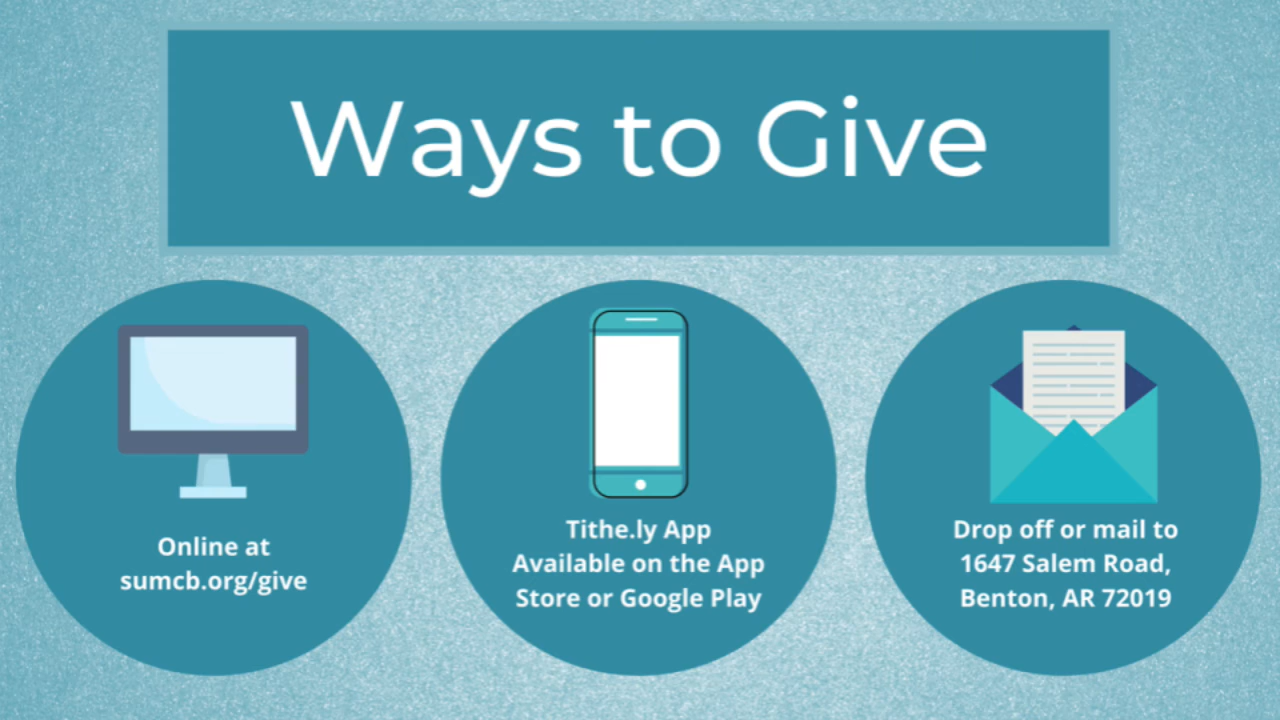 Ways to Give
Online at
sumcb.org/give
Tithe.ly App
Available on the App
Store or Google Play
Drop off or mail to
1647 Salem Road,
Benton, AR 72019